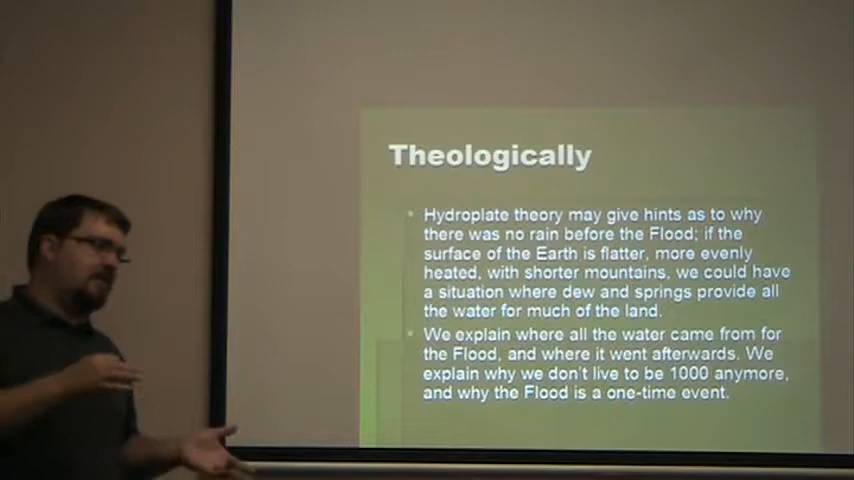 Theologically
Hydroplate theory may give hints as to why
there was no rain before the Flood; if the
surface of the Earth is flatter, more evenly
heated, with shorter mountains, we could have
a situation where dew and springs provide all
the water for much of the land.
We explain where all the water came from for
the Flood, and where it went afterwards. We
explain why we don't live to be 1000 anymore,
and why the Flood is a one-time event.